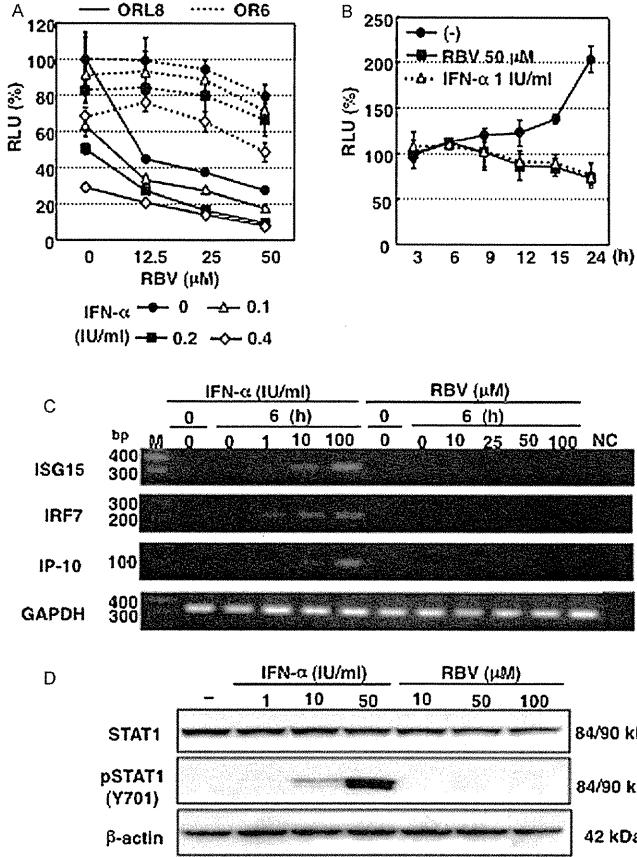 A
ORL8 OR6
RLU (%)
120
100
80
60
40
20
0
0 12.5 25 50
RBV (μM)
IFN-α
(IU/ml)
0 0.1
0.2 0.4
B
RLU (%)
250
200
150
100
50
0
(-)
RBV 50 μM
IFN-α 1 IU/ml
3 6 9 12 15 24 (h)
C
IFN-α (IU/ml) RBV (μM)
0 6 (h) 0 6 (h)
bp M 0 0 1 10 100 0 0 10 25 50 100 NC
ISG15 400 300
IRF7 300 200
IP-10 100
GAPDH 400 300
D
IFN-α (IU/ml) RBV (μM)
– 1 10 50 10 50 100
STAT1 84/90 k
pSTAT1 84/90 k
(Y701)
β-actin 42 kDa